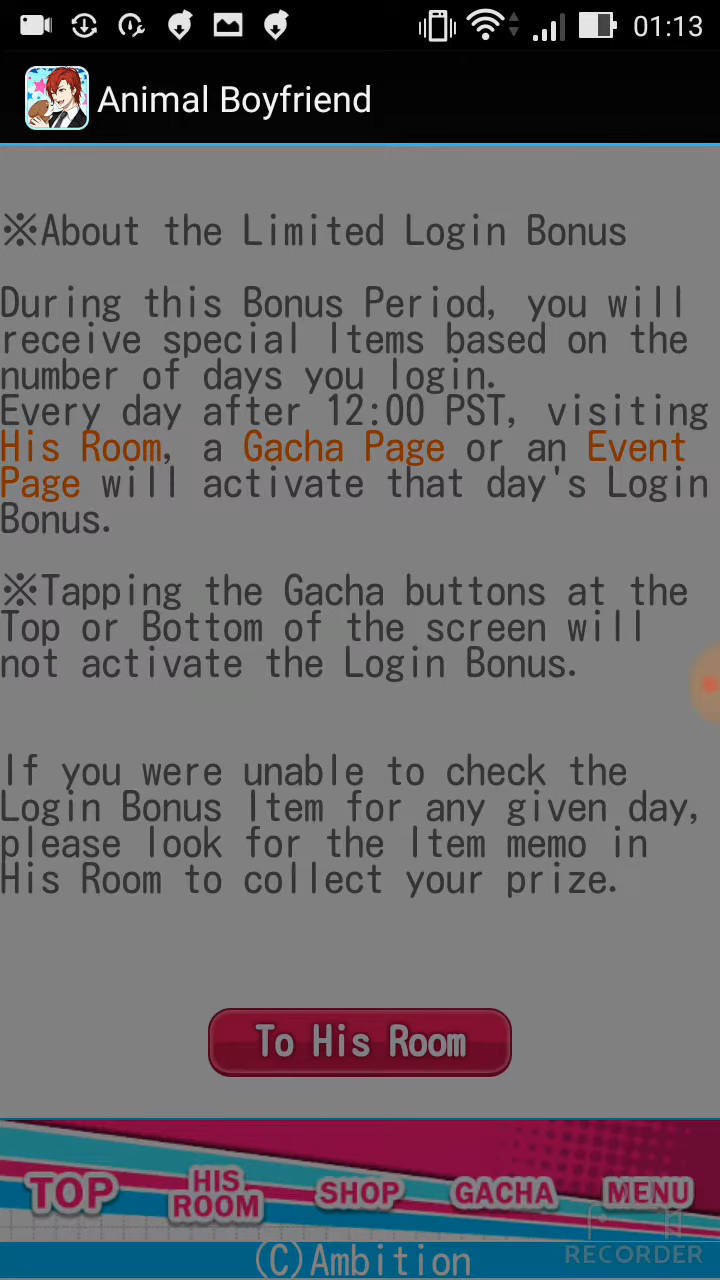 01:13
Animal Boyfriend
※About the Limited Login Bonus
During this Bonus Period, you will
receive special Items based on the
number of days you login.
Every day after 12:00 PST, visiting
His Room, a Gacha Page or an Event
Page will activate that day's Login
Bonus.
※Tapping the Gacha buttons at the
Top or Bottom of the screen will
not activate the Login Bonus.
If you were unable to check the
Login Bonus Item for any given day,
please look for the Item memo in
His Room to collect your prize.
To His Room
TOP HIS ROOM SHOP GACHA MENU
(C)Ambition
RECORDER